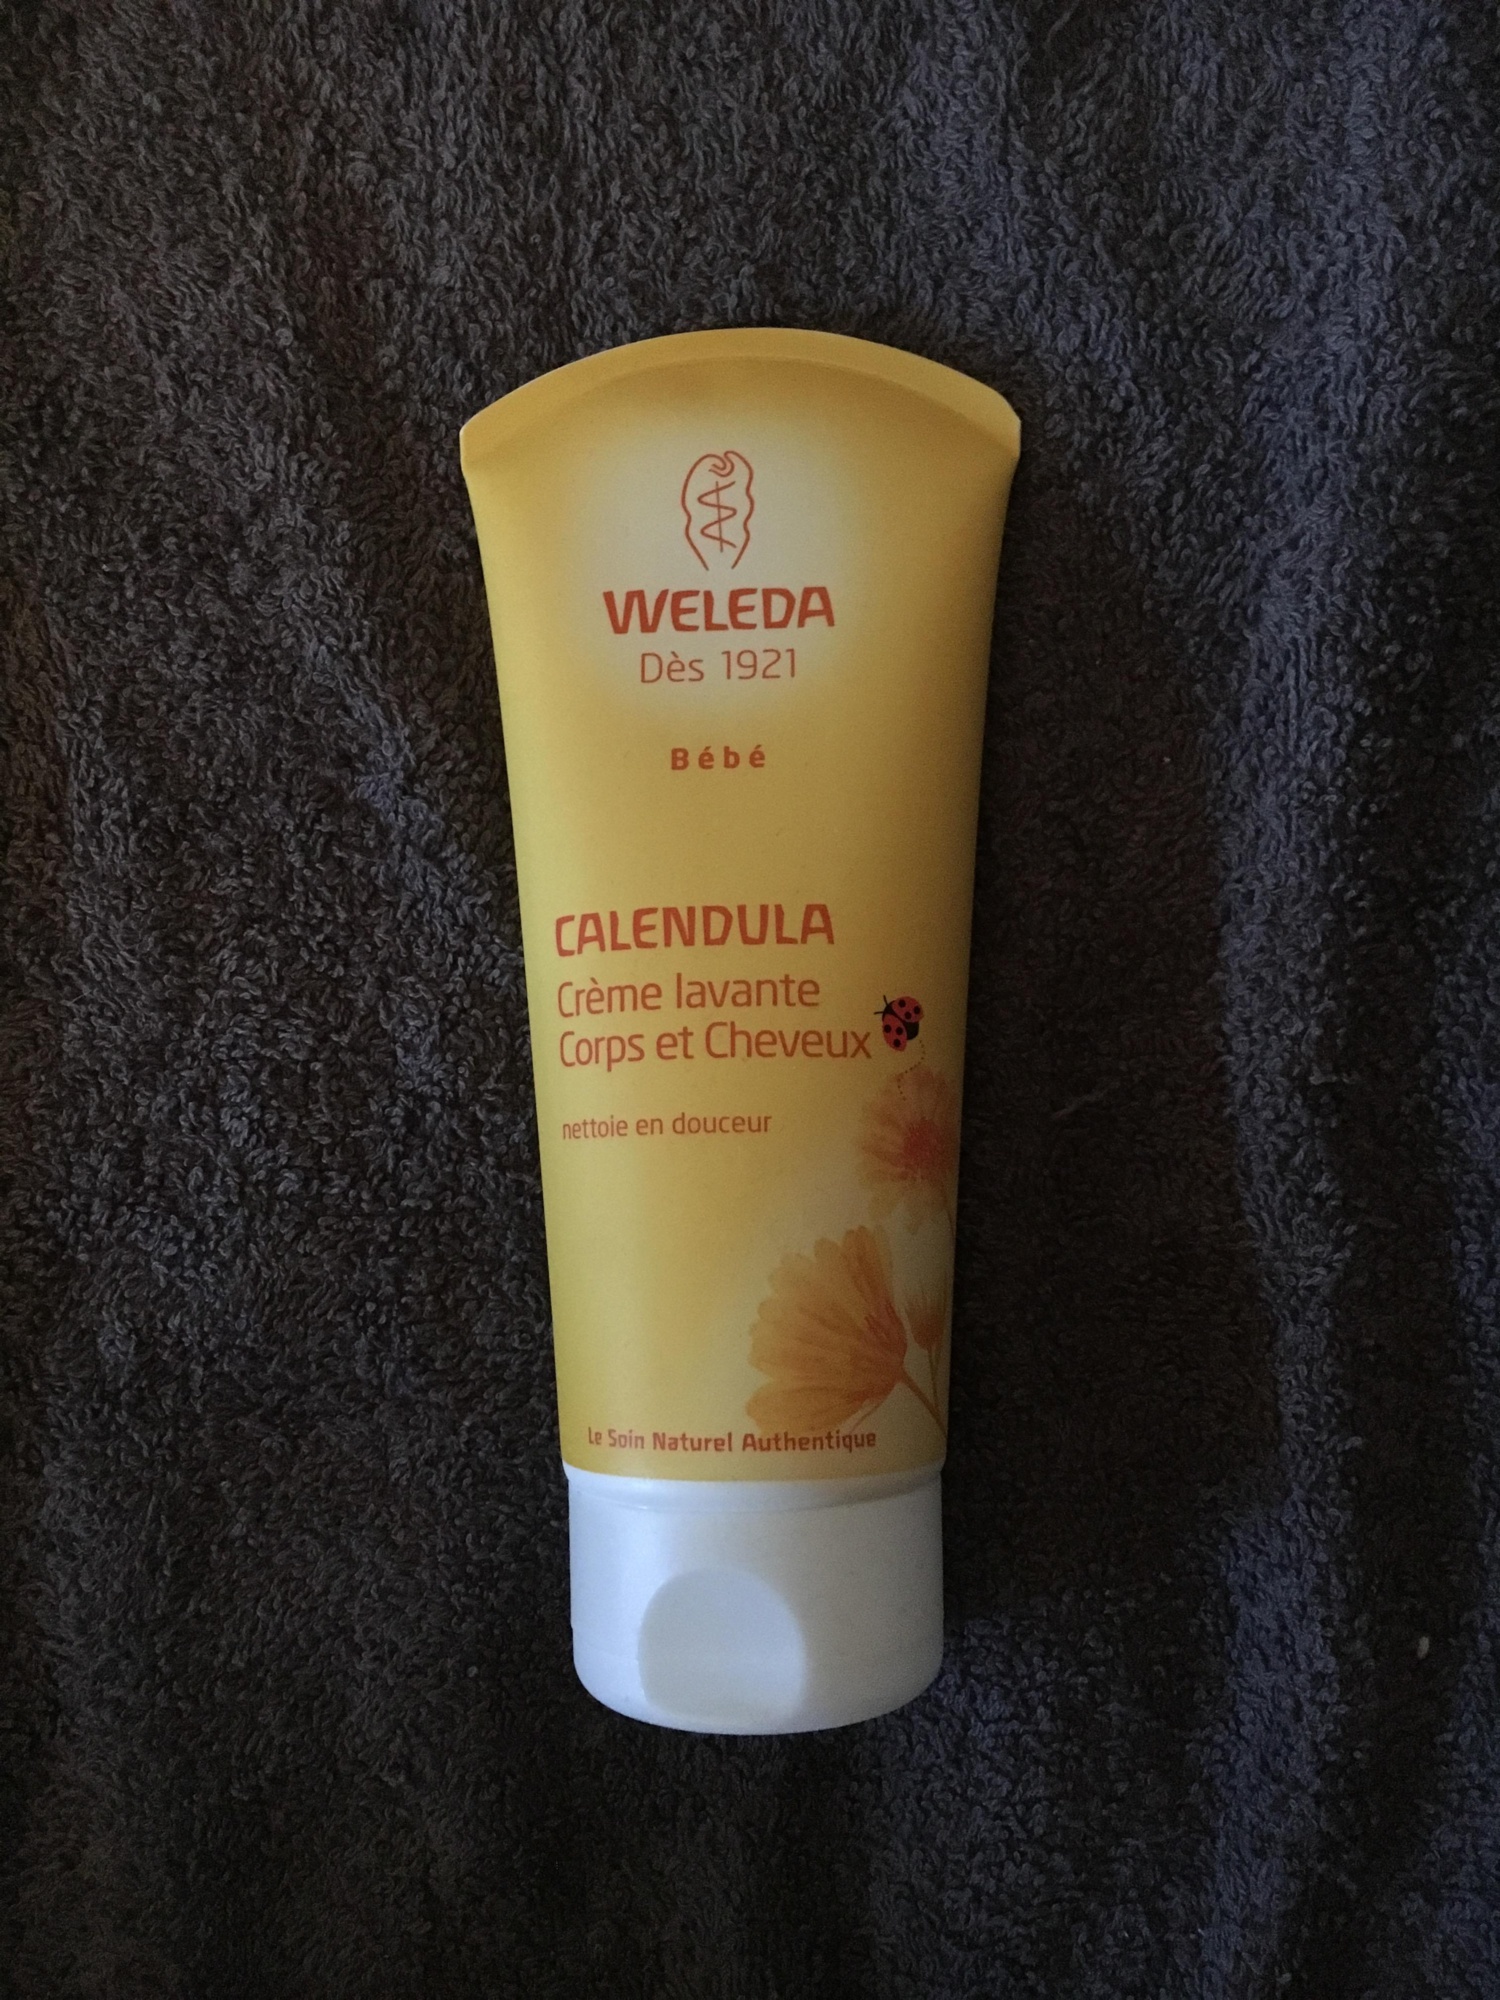 WELEDA
Dès 1921
Bébé
CALENDULA
Crème lavante
Corps et Cheveux
nettoie en douceur
Le Soin Naturel Authentique